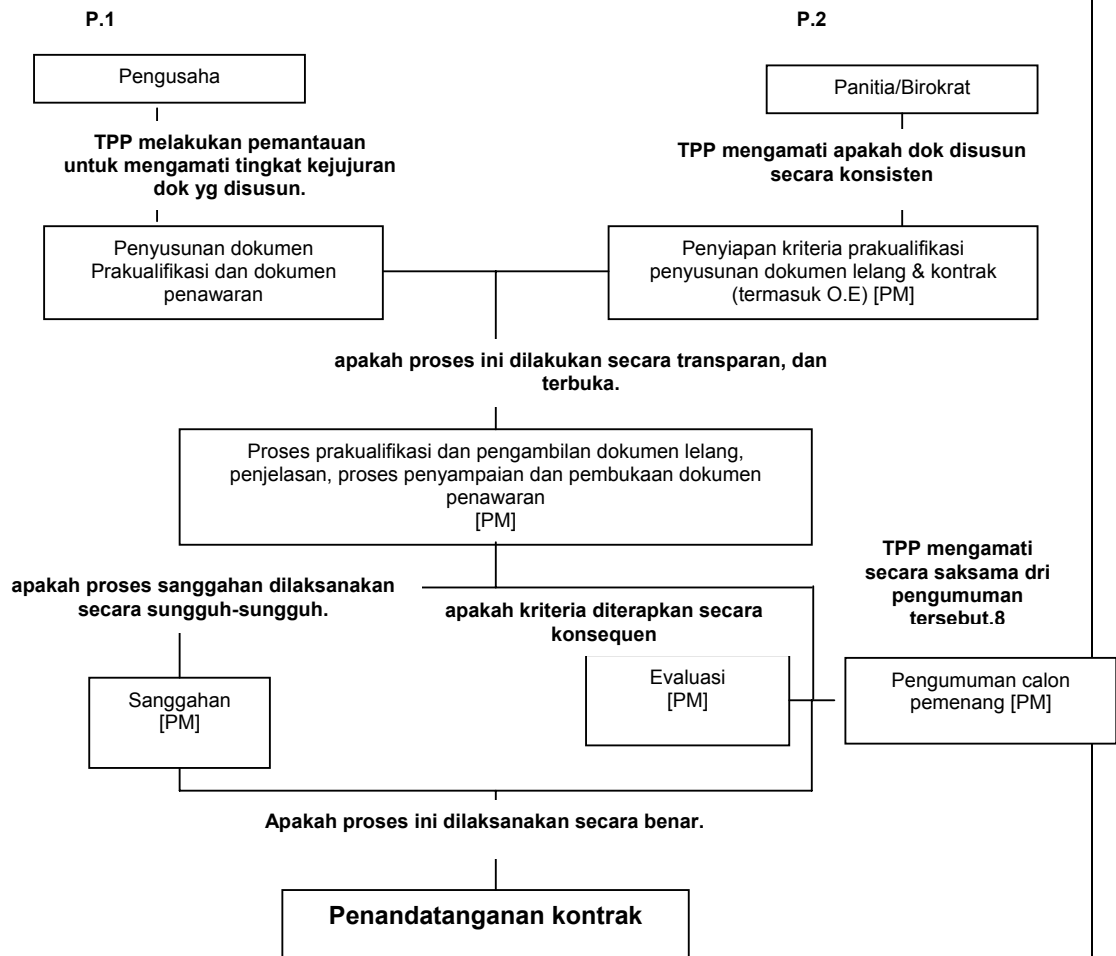 P.1
P.2
Pengusaha
Panitia/Birokrat
TPP melakukan pemantauan
untuk mengamati tingkat kejujuran
dok yg disusun.
TPP mengamati apakah dok disusun
secara konsisten
Penyusunan dokumen
Prakualifikasi dan dokumen
penawaran
Penyiapan kriteria prakualifikasi
penyusunan dokumen lelang & kontrak
(termasuk O.E) [PM]
apakah proses ini dilakukan secara transparan, dan
terbuka.
Proses prakualifikasi dan pengambilan dokumen lelang,
penjelasan, proses penyampaian dan pembukaan dokumen
penawaran
[PM]
apakah proses sanggahan dilaksanakan
secara sungguh-sungguh.
apakah kriteria diterapkan secara
konsequen
TPP mengamati
secara saksama dri
pengumuman
tersebut.8
Sanggahan
[PM]
Evaluasi
[PM]
Pengumuman calon
pemenang [PM]
Apakah proses ini dilaksanakan secara benar.
Penandatanganan kontrak